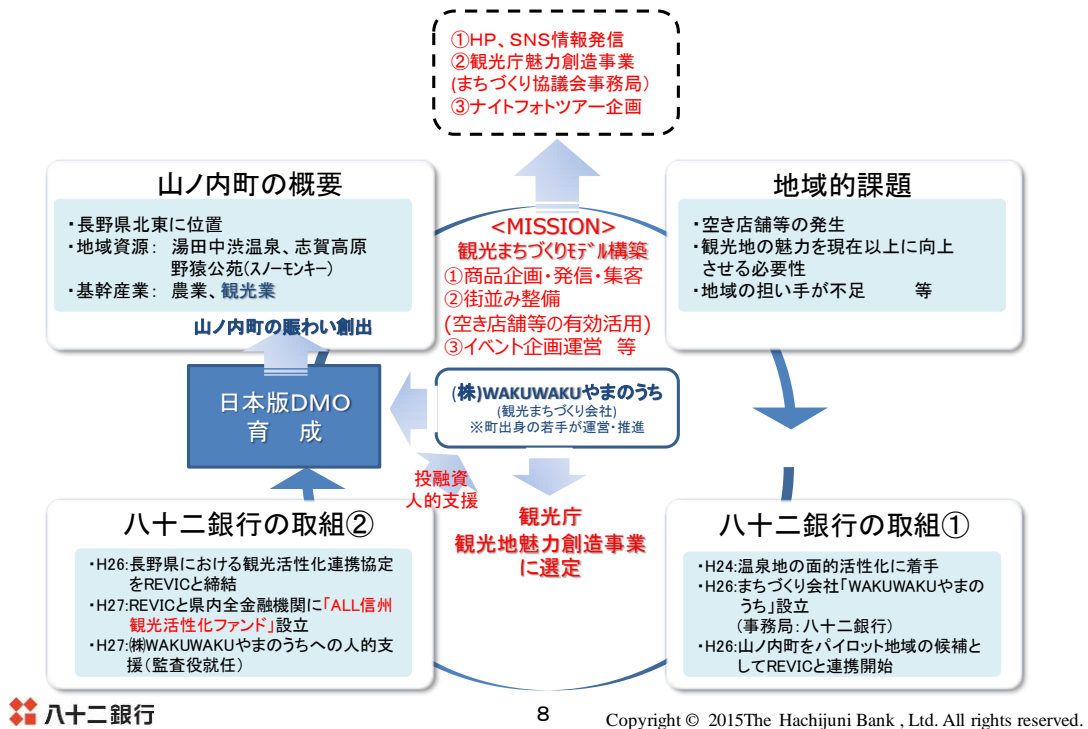 ①HP、SNS情報発信
②観光庁魅力創造事業
(まちづくり協議会事務局)
③ナイトフォトツアー企画
山ノ内町の概要
・長野県北東に位置
・地域資源： 湯田中渋温泉、志賀高原
野猿公苑(スノーモンキー)
・基幹産業： 農業、観光業
山ノ内町の賑わい創出
<MISSION>
観光まちづくりﾓﾃﾞﾙ構築
①商品企画・発信・集客
②街並み整備
(空き店舗等の有効活用)
③イベント企画運営 等
地域的課題
・空き店舗等の発生
・観光地の魅力を現在以上に向上
させる必要性
・地域の担い手が不足 等
日本版DMO
育 成
(株)WAKUWAKUやまのうち
(観光まちづくり会社)
※町出身の若手が運営・推進
投融資
人的支援
観光庁
観光地魅力創造事業
に選定
八十二銀行の取組②
・H26:長野県における観光活性化連携協定
をREVICと締結
・H27:REVICと県内全金融機関に「ALL信州
観光活性化ファンド」設立
・H27:㈱WAKUWAKUやまのうちへの人的支
援(監査役就任)
八十二銀行の取組①
・H24:温泉地の面的活性化に着手
・H26:まちづくり会社「WAKUWAKUやまの
うち」設立
(事務局：八十二銀行)
・H26:山ノ内町をパイロット地域の候補と
してREVICと連携開始
八十二銀行
8
Copyright © 2015The Hachijuni Bank , Ltd. All rights reserved.